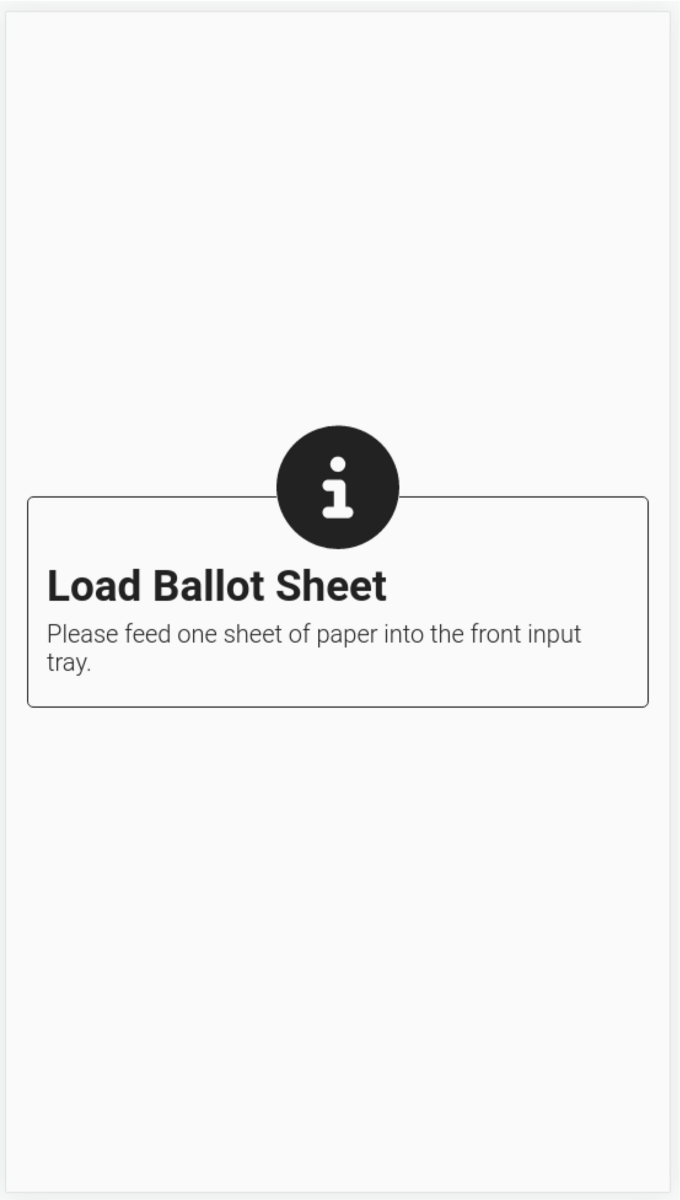 Load Ballot Sheet
Please feed one sheet of paper into the front input
tray.